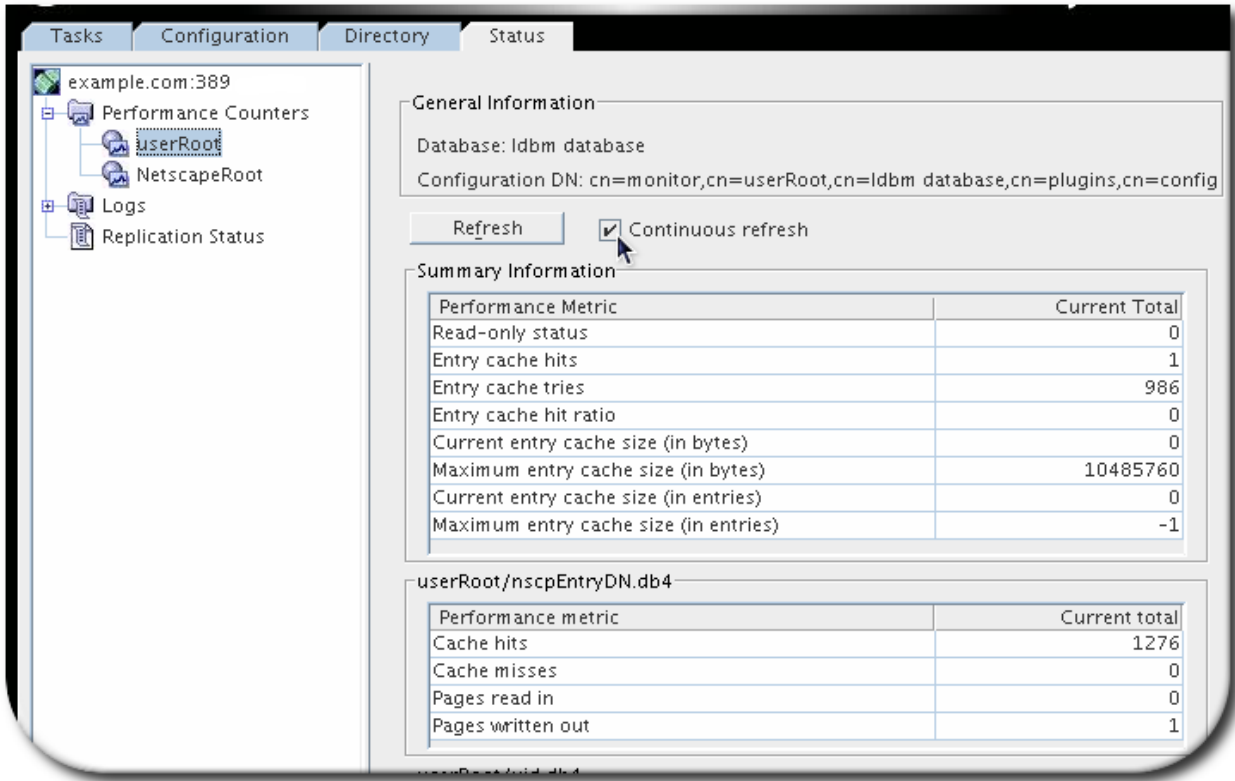 Tasks Configuration Directory Status
example.com:389
Performance Counters
userRoot
NetscapeRoot
Logs
Replication Status
General Information
Database: ldbm database
Configuration DN: cn=monitor,cn=userRoot,cn=ldbm database,cn=plugins,cn=config
Refresh Continuous refresh
Summary Information
Performance Metric Current Total
Read-only status 0
Entry cache hits 1
Entry cache tries 986
Entry cache hit ratio 0
Current entry cache size (in bytes) 0
Maximum entry cache size (in bytes) 10485760
Current entry cache size (in entries) 0
Maximum entry cache size (in entries) -1
userRoot/nscpEntryDN.db4
Performance metric Current total
Cache hits 1276
Cache misses 0
Pages read in 0
Pages written out 1